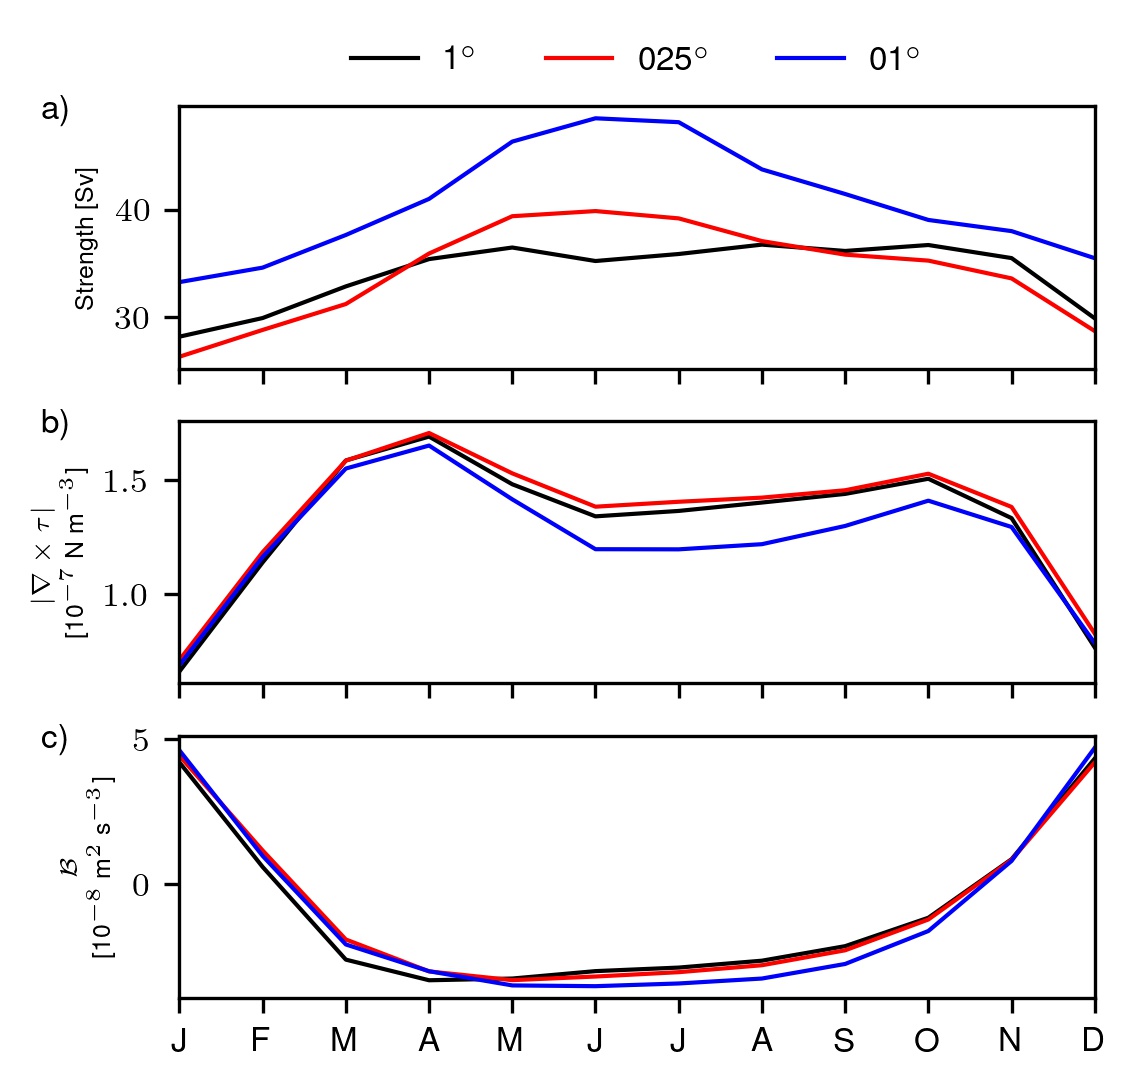 1° 025° 01°
a)
Strength [Sv]
40
30
b)
|∇ × τ|
[10⁻⁷ N m⁻³]
1.5
1.0
c)
ℬ
[10⁻⁸ m² s⁻³]
5
0
J F M A M J J A S O N D